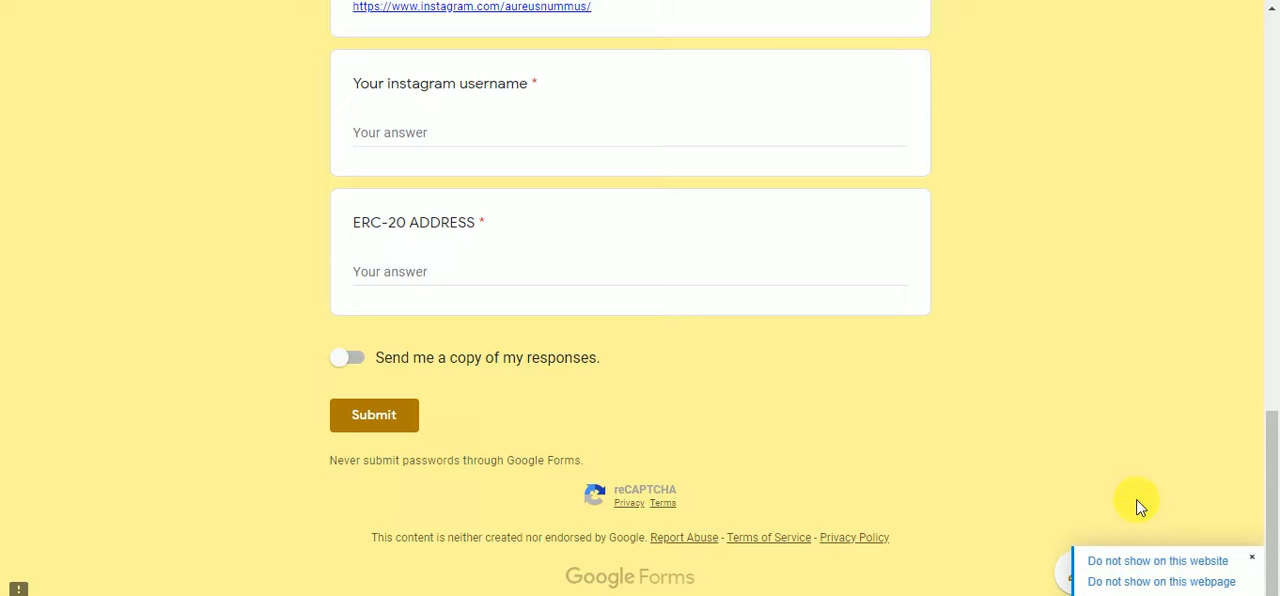 https://www.instagram.com/aureusnummus/
Your instagram username *
Your answer
ERC-20 ADDRESS *
Your answer
Send me a copy of my responses.
Submit
Never submit passwords through Google Forms.
reCAPTCHA
Privacy Terms
This content is neither created nor endorsed by Google. Report Abuse - Terms of Service - Privacy Policy
Google Forms
Do not show on this website ×
Do not show on this webpage
!